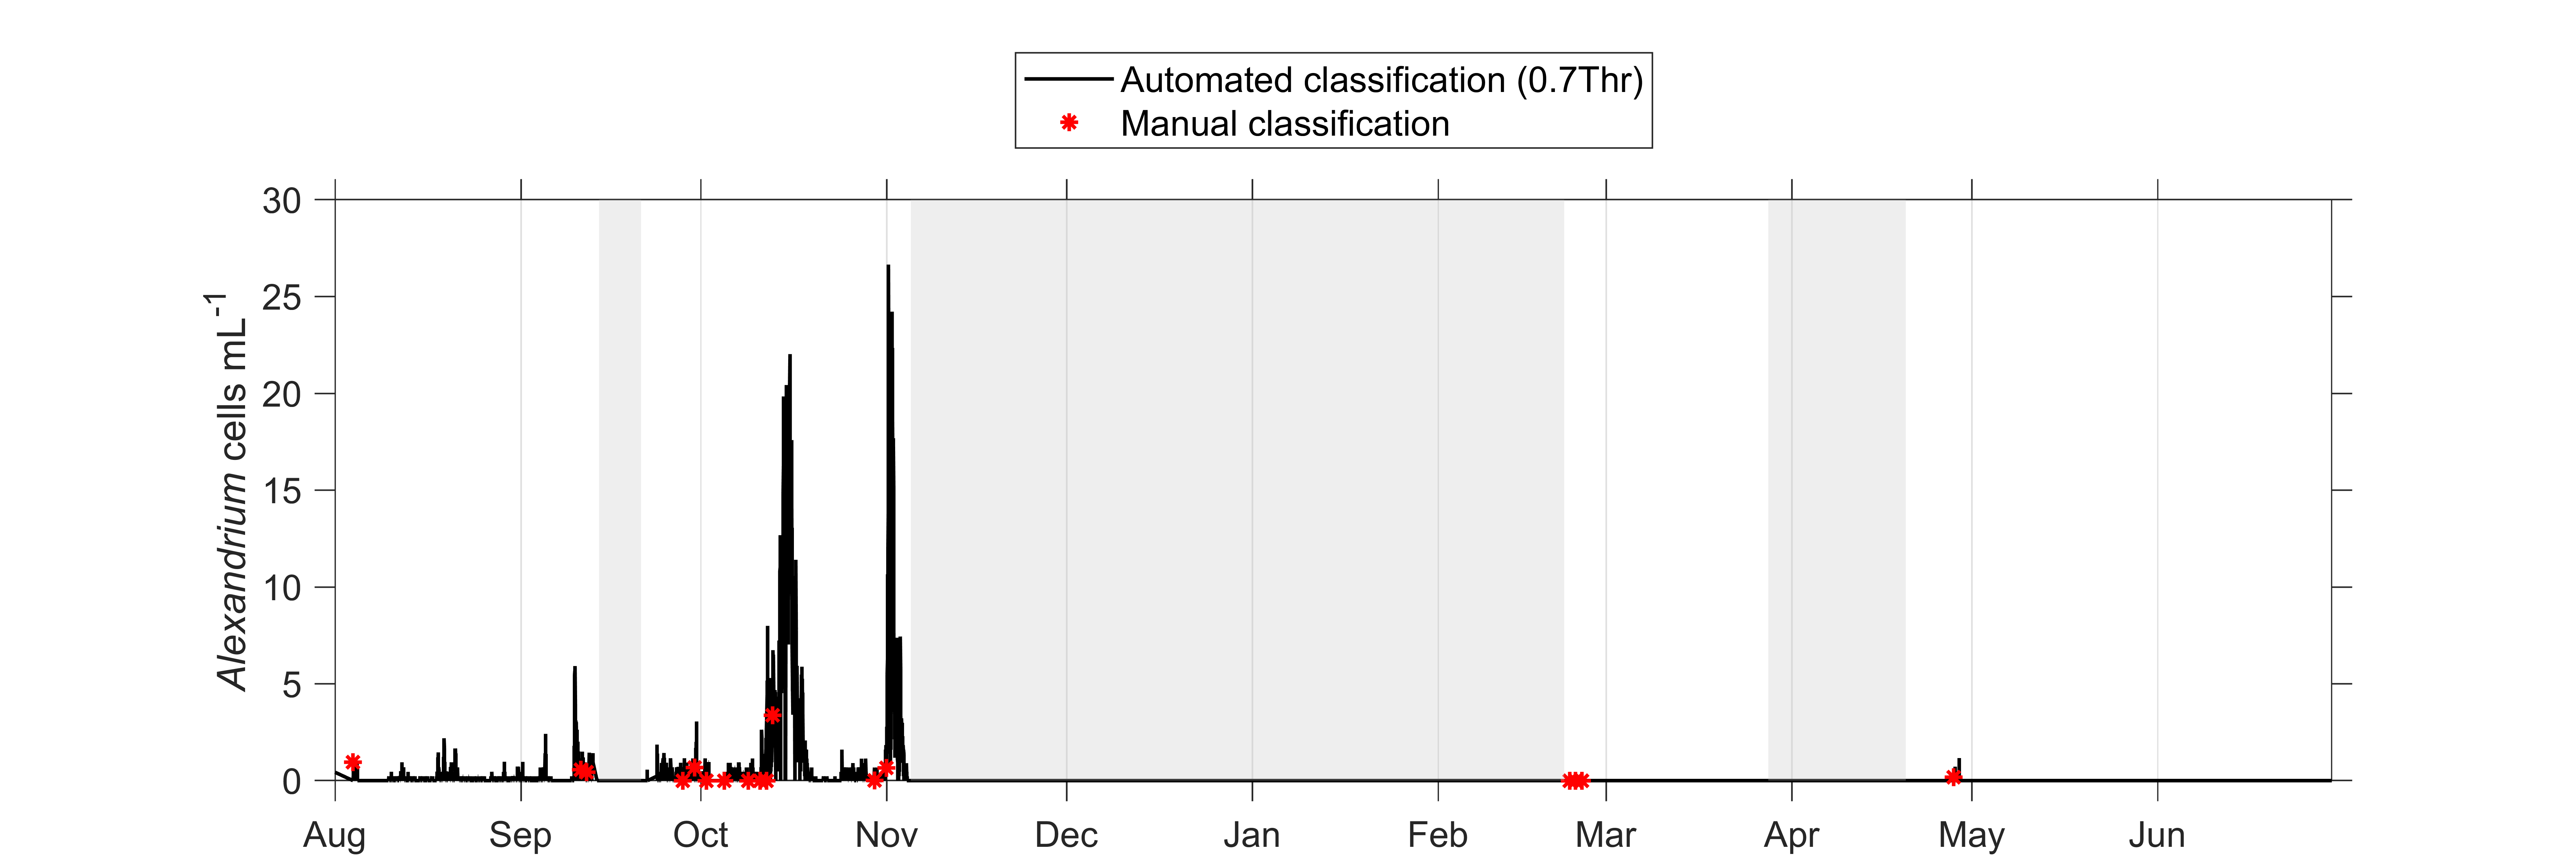 Automated classification (0.7Thr)
Manual classification
Alexandrium cells mL-1
30
25
20
15
10
5
0
Aug Sep Oct Nov Dec Jan Feb Mar Apr May Jun